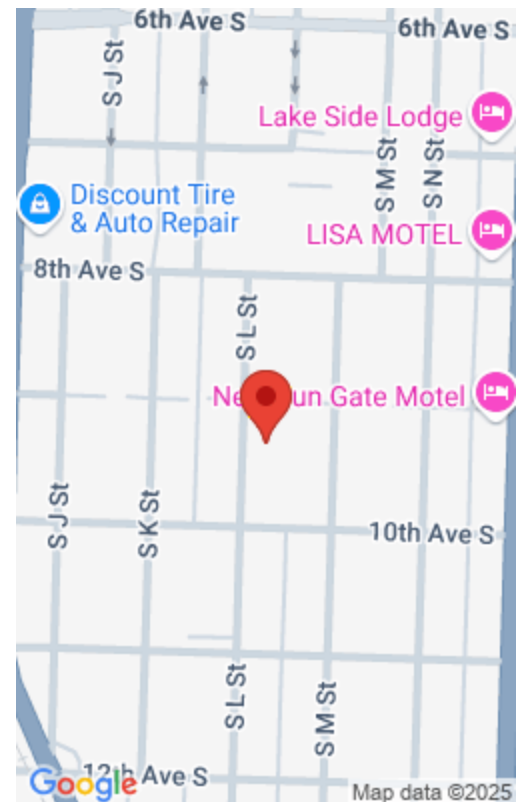 6th Ave S
6th Ave S
S J St
Lake Side Lodge
S M St
S N St
Discount Tire
& Auto Repair
LISA MOTEL
8th Ave S
S L St
Ne
un Gate Motel
S J St
S K St
10th Ave S
S L St
S M St
12th Ave S
Google
Map data ©2025